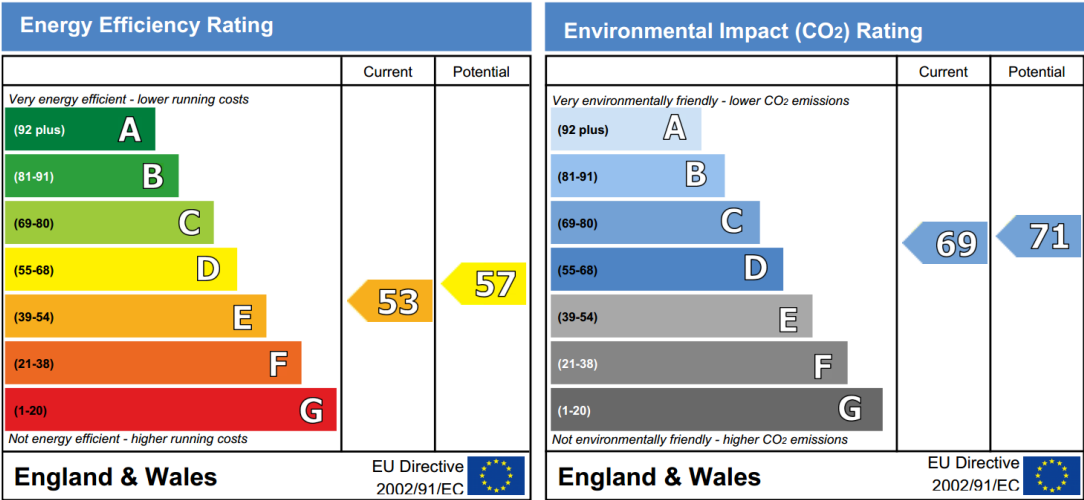 Energy Efficiency Rating
Current Potential
Very energy efficient - lower running costs
(92 plus) A
(81-91) B
(69-80) C
(55-68) D
(39-54) E
(21-38) F
(1-20) G
53
57
Not energy efficient - higher running costs
England & Wales
EU Directive
2002/91/EC
Environmental Impact (CO2) Rating
Current Potential
Very environmentally friendly - lower CO2 emissions
(92 plus) A
(81-91) B
(69-80) C
(55-68) D
(39-54) E
(21-38) F
(1-20) G
69
71
Not environmentally friendly - higher CO2 emissions
England & Wales
EU Directive
2002/91/EC